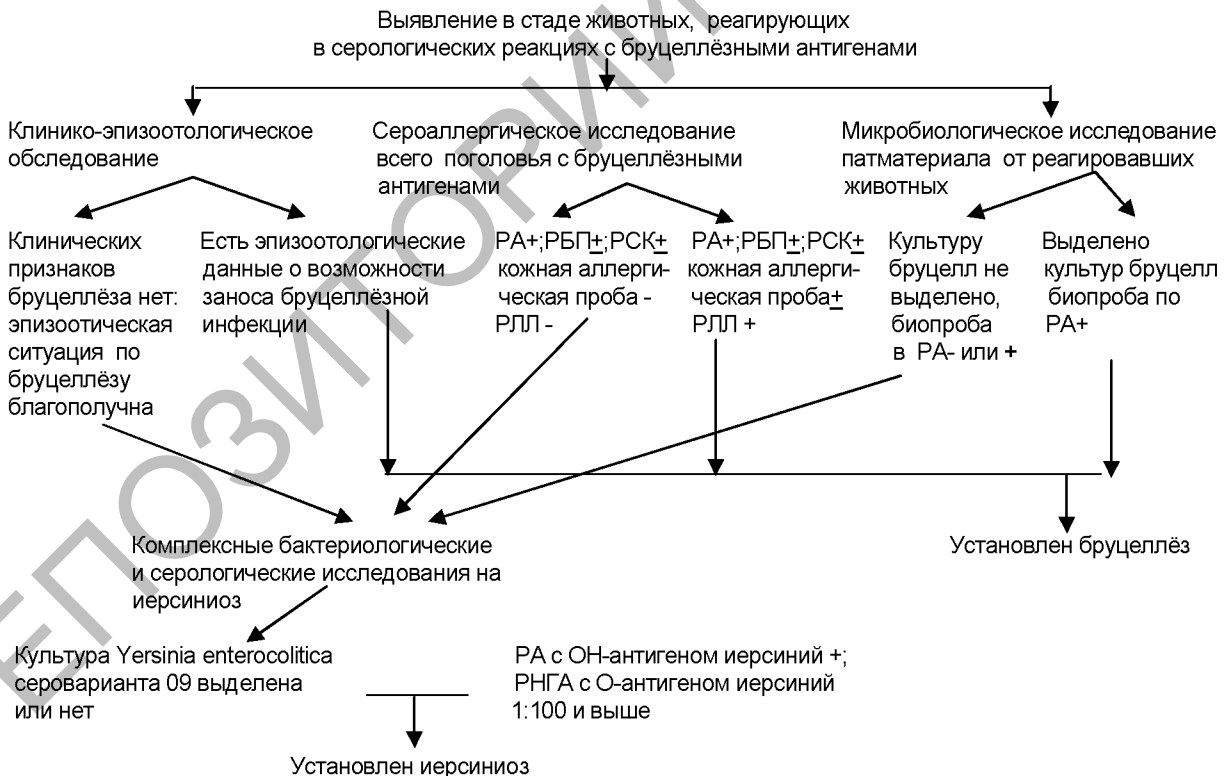 Выявление в стаде животных, реагирующих
в серологических реакциях с бруцеллёзными антигенами
Клинико-эпизоотологическое
обследование
Сероаллергическое исследование
всего поголовья с бруцеллёзными
антигенами
Микробиологическое исследование
патматериала от реагировавших
животных
Клинических
признаков
бруцеллёза нет:
эпизоотическая
ситуация по
бруцеллёзу
благополучна
Есть эпизоотологические
данные о возможности
заноса бруцеллёзной
инфекции
РА+;РБП±;РСК±
кожная аллерги-
ческая проба -
РЛЛ -
РА+;РБП±;РСК±
кожная аллерги-
ческая проба±
РЛЛ +
Культуру
бруцелл не
выделено,
биопроба
в РА- или +
Выделено
культур бруцелл
биопроба по
РА+
Комплексные бактериологические
и серологические исследования на
иерсиниоз
Установлен бруцеллёз
Культура Yersinia enterocolitica
сероварианта 09 выделена
или нет
РА с ОН-антигеном иерсиний +;
РНГА с О-антигеном иерсиний
1:100 и выше
Установлен иерсиниоз
ЕПОЗИТОРИЙ